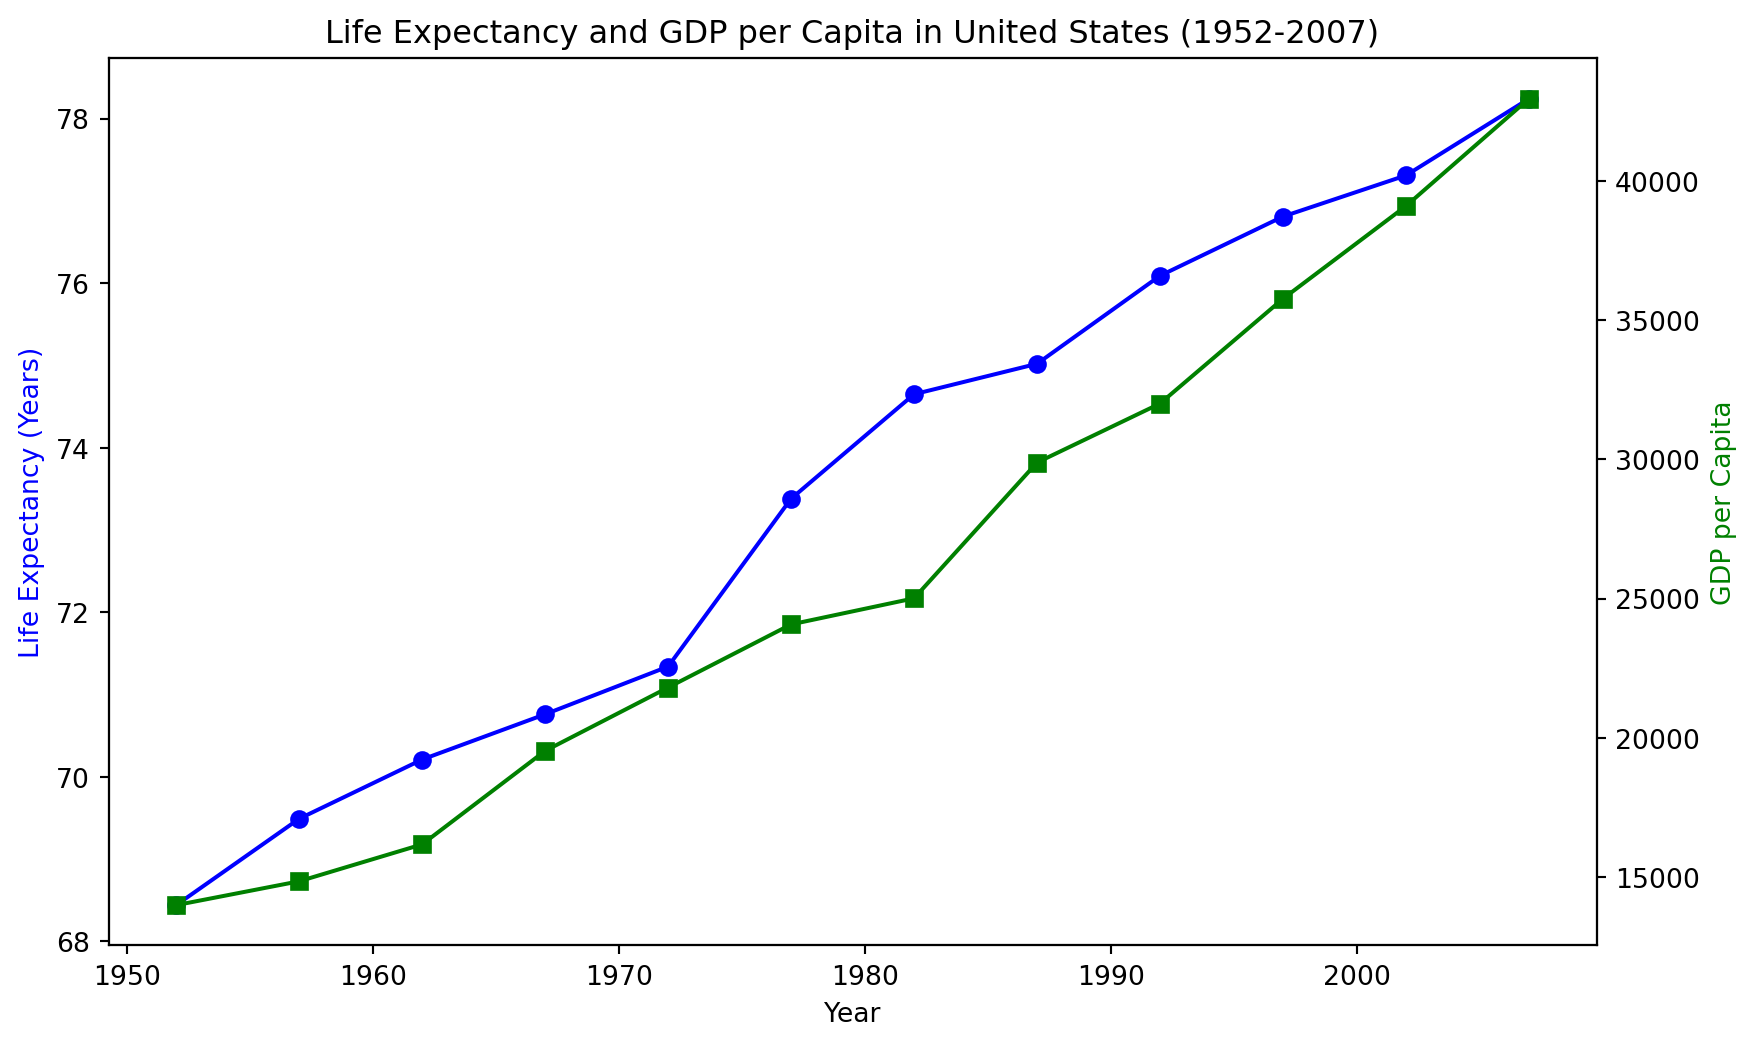 Life Expectancy and GDP per Capita in United States (1952-2007)
78
76
74
72
70
68
Life Expectancy (Years)
40000
35000
30000
25000
20000
15000
GDP per Capita
1950 1960 1970 1980 1990 2000
Year